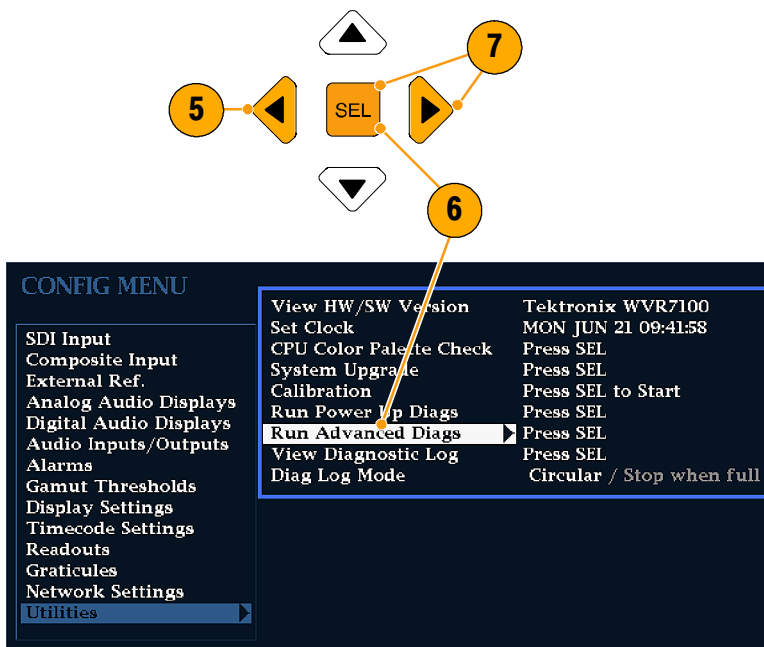 7
5
SEL
6
CONFIG MENU
SDI Input
Composite Input
External Ref.
Analog Audio Displays
Digital Audio Displays
Audio Inputs/Outputs
Alarms
Gamut Thresholds
Display Settings
Timecode Settings
Readouts
Graticules
Network Settings
Utilities
View HW/SW Version Tektronix WVR7100
Set Clock MON JUN 21 09:41:58
CPU Color Palette Check Press SEL
System Upgrade Press SEL
Calibration Press SEL to Start
Run Power Up Diags Press SEL
Run Advanced Diags Press SEL
View Diagnostic Log Press SEL
Diag Log Mode Circular / Stop when full